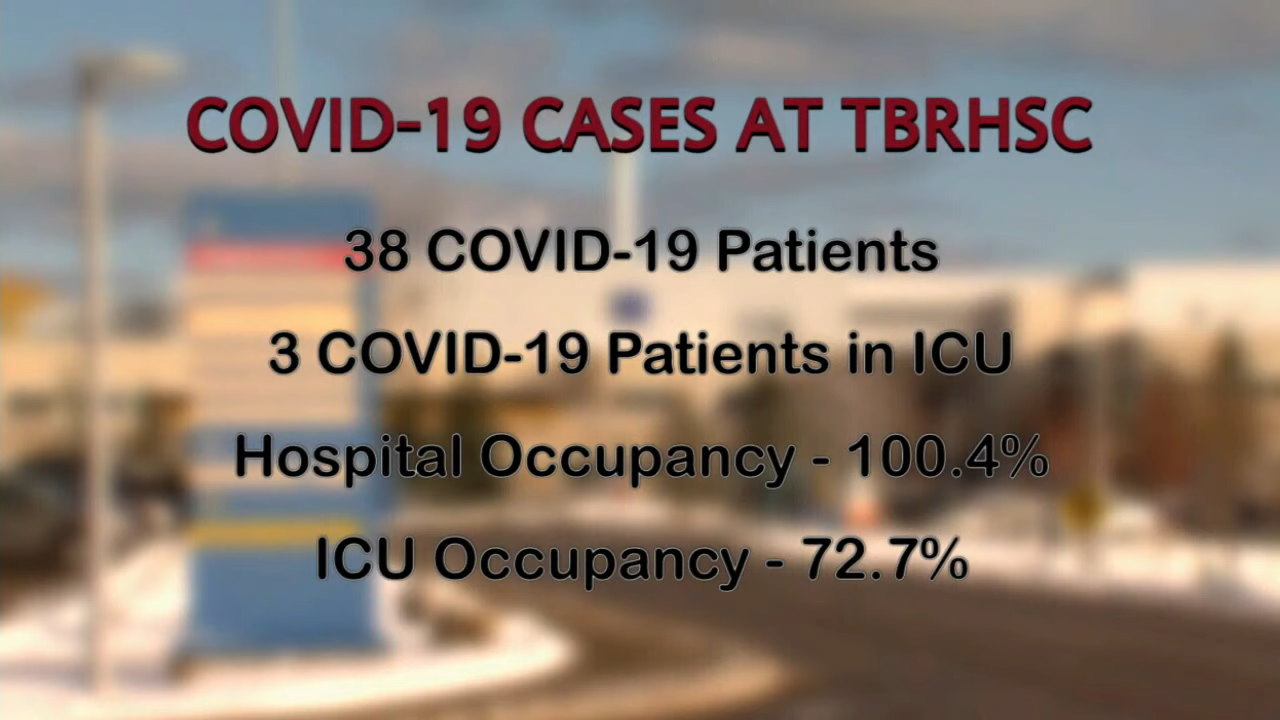 COVID-19 CASES AT TBRHSC
38 COVID-19 Patients
3 COVID-19 Patients in ICU
Hospital Occupancy - 100.4%
ICU Occupancy - 72.7%